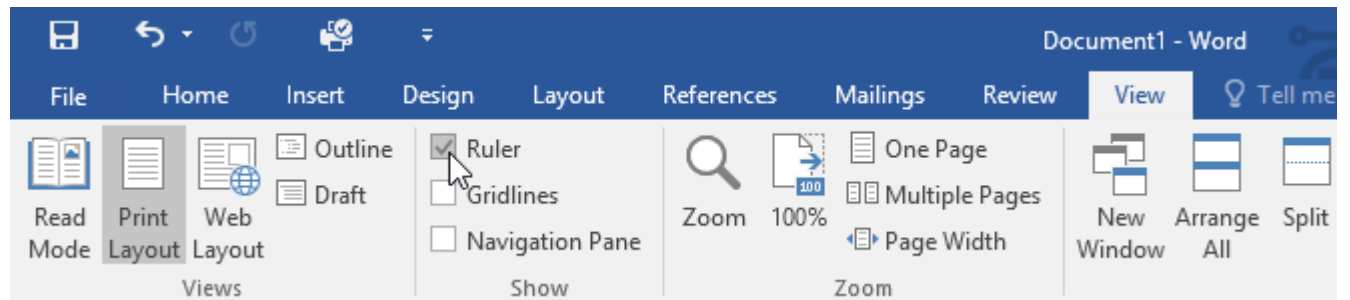 Document1 - Word
File Home Insert Design Layout References Mailings Review View Tell me
Read Mode
Print Layout
Web Layout
Outline
Draft
Views
Ruler
Gridlines
Navigation Pane
Show
Zoom
100
100%
One Page
Multiple Pages
Page Width
Zoom
New Window
Arrange All
Split